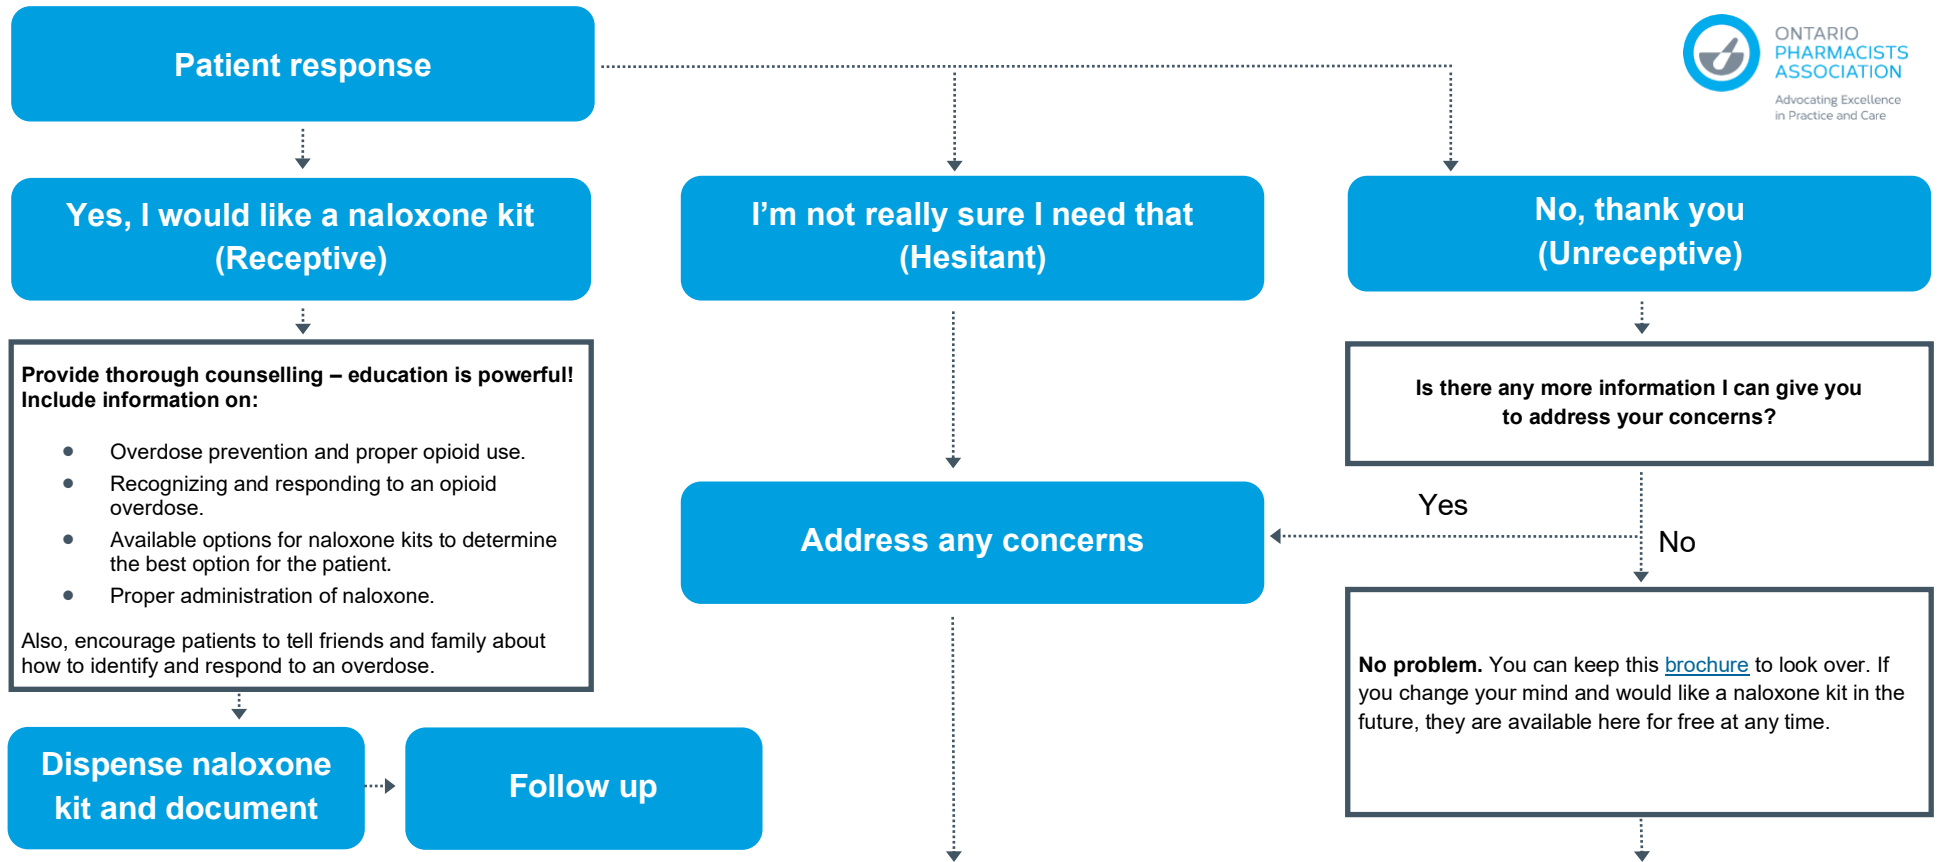 Patient response
ONTARIO
PHARMACISTS
ASSOCIATION
Advocating Excellence
in Practice and Care
Yes, I would like a naloxone kit
(Receptive)
I’m not really sure I need that
(Hesitant)
No, thank you
(Unreceptive)
Provide thorough counselling – education is powerful!
Include information on:
● Overdose prevention and proper opioid use.
● Recognizing and responding to an opioid
overdose.
● Available options for naloxone kits to determine
the best option for the patient.
● Proper administration of naloxone.
Also, encourage patients to tell friends and family about
how to identify and respond to an overdose.
Is there any more information I can give you
to address your concerns?
Yes
No
Address any concerns
No problem. You can keep this brochure to look over. If
you change your mind and would like a naloxone kit in the
future, they are available here for free at any time.
Dispense naloxone
kit and document
Follow up